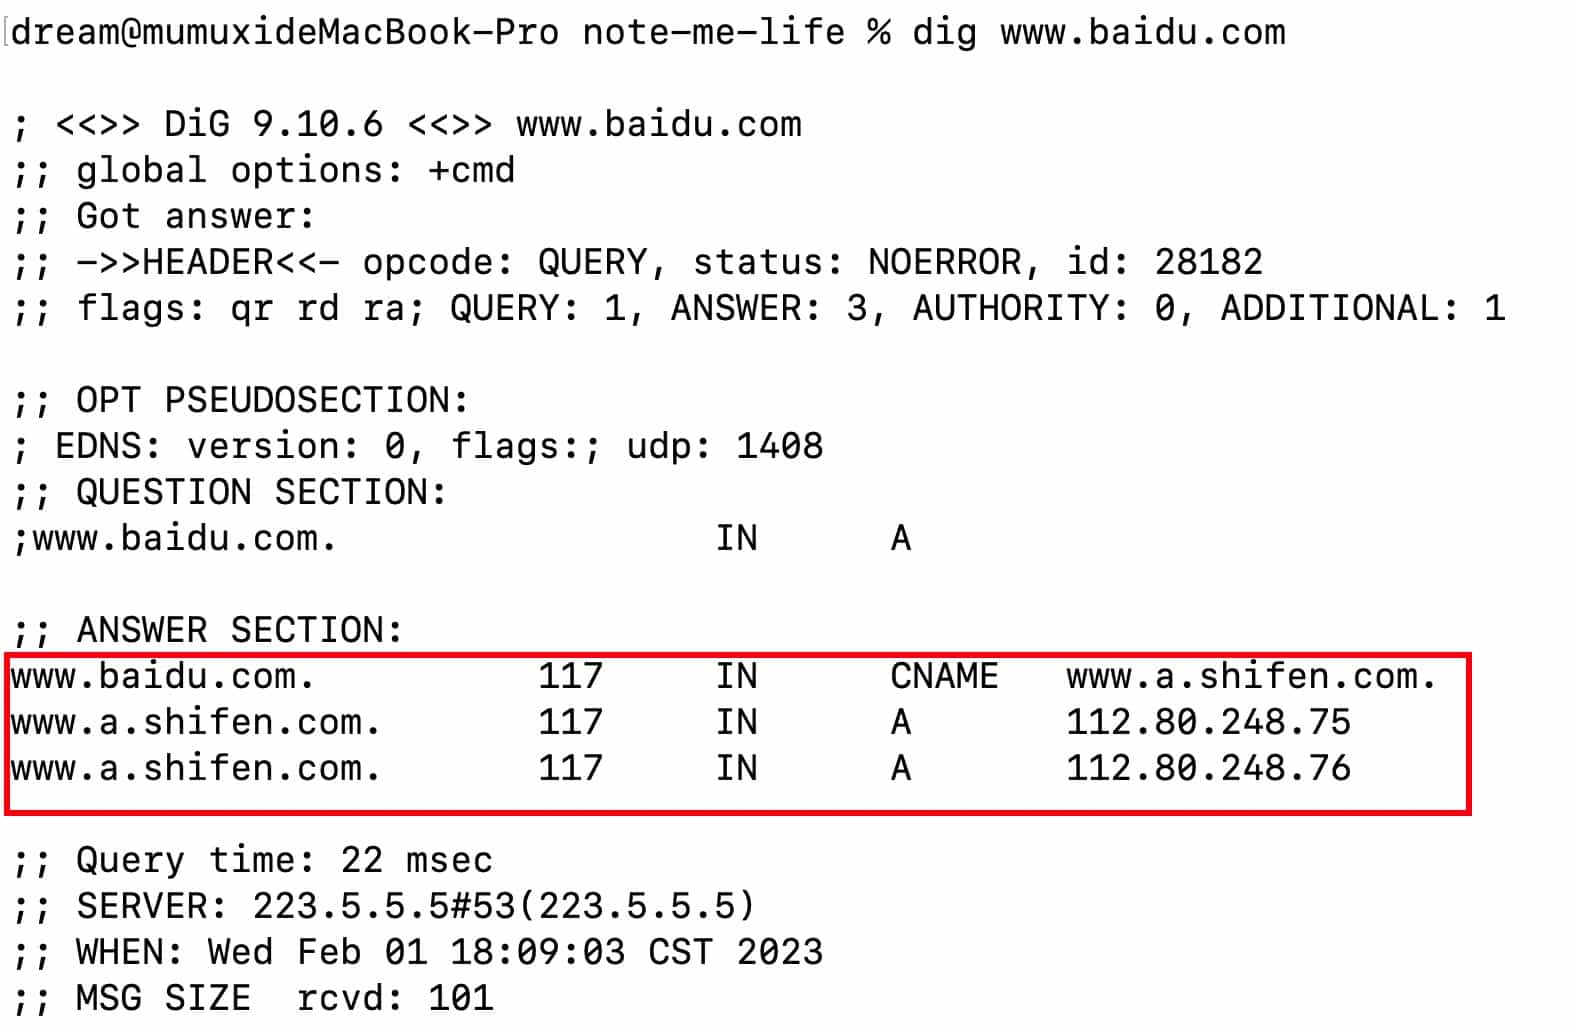 dream@mumuxideMacBook-Pro note-me-life % dig www.baidu.com
; <<>> DiG 9.10.6 <<>> www.baidu.com
;; global options: +cmd
;; Got answer:
;; ->>HEADER<<- opcode: QUERY, status: NOERROR, id: 28182
;; flags: qr rd ra; QUERY: 1, ANSWER: 3, AUTHORITY: 0, ADDITIONAL: 1
;; OPT PSEUDOSECTION:
; EDNS: version: 0, flags:; udp: 1408
;; QUESTION SECTION:
;www.baidu.com. IN A
;; ANSWER SECTION:
www.baidu.com. 117 IN CNAME www.a.shifen.com.
www.a.shifen.com. 117 IN A 112.80.248.75
www.a.shifen.com. 117 IN A 112.80.248.76
;; Query time: 22 msec
;; SERVER: 223.5.5.5#53(223.5.5.5)
;; WHEN: Wed Feb 01 18:09:03 CST 2023
;; MSG SIZE  rcvd: 101